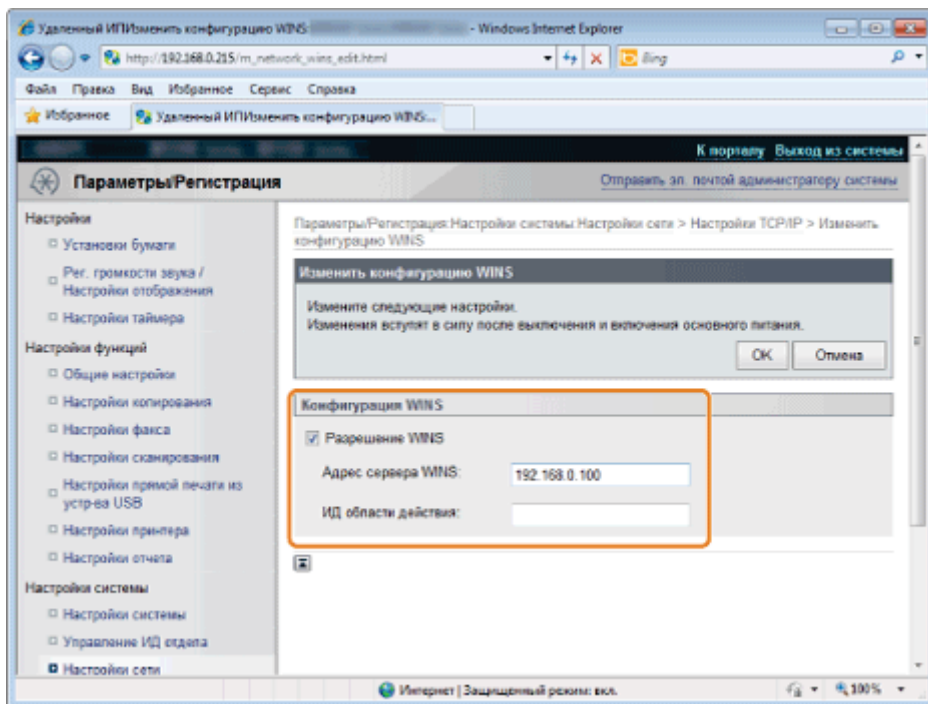 Удаленный ИПИзменить конфигурацию WINS: - Windows Internet Explorer
http://192.168.0.215/m_network_wins_edit.html
Bing
Файл Правка Вид Избранное Сервис Справка
Избранное
Удаленный ИПИзменить конфигурацию WINS:...
К порталу Выход из системы
Параметры/Регистрация
Отправить эл. почтой администратору системы
Настройки
Установки бумаги
Рег. громкости звука /
Настройки отображения
Настройки таймера
Настройки функций
Общие настройки
Настройки копирования
Настройки факса
Настройки сканирования
Настройки прямой печати из
устр-ва USB
Настройки принтера
Настройки отчета
Настройки системы
Настройки системы
Управление ИД отдела
Настройки сети
Параметры/Регистрация:Настройки системы:Настройки сети > Настройки TCP/IP > Изменить
конфигурацию WINS
Изменить конфигурацию WINS
Измените следующие настройки.
Изменения вступят в силу после выключения и включения основного питания.
OK
Отмена
Конфигурация WINS
Разрешение WINS
Адрес сервера WINS:
192.168.0.100
ИД области действия:
Интернет | Защищенный режим: вкл.
100%